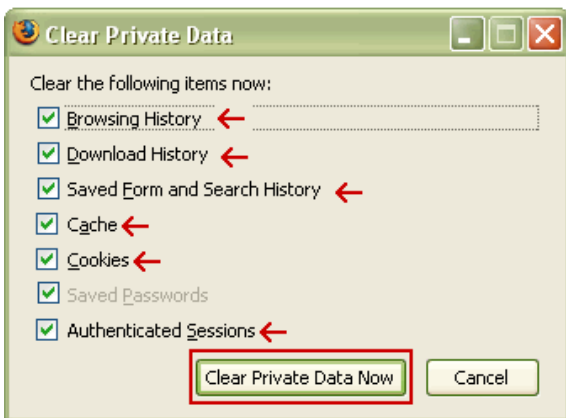 Clear Private Data
Clear the following items now:
Browsing History
Download History
Saved Form and Search History
Cache
Cookies
Saved Passwords
Authenticated Sessions
Clear Private Data Now Cancel